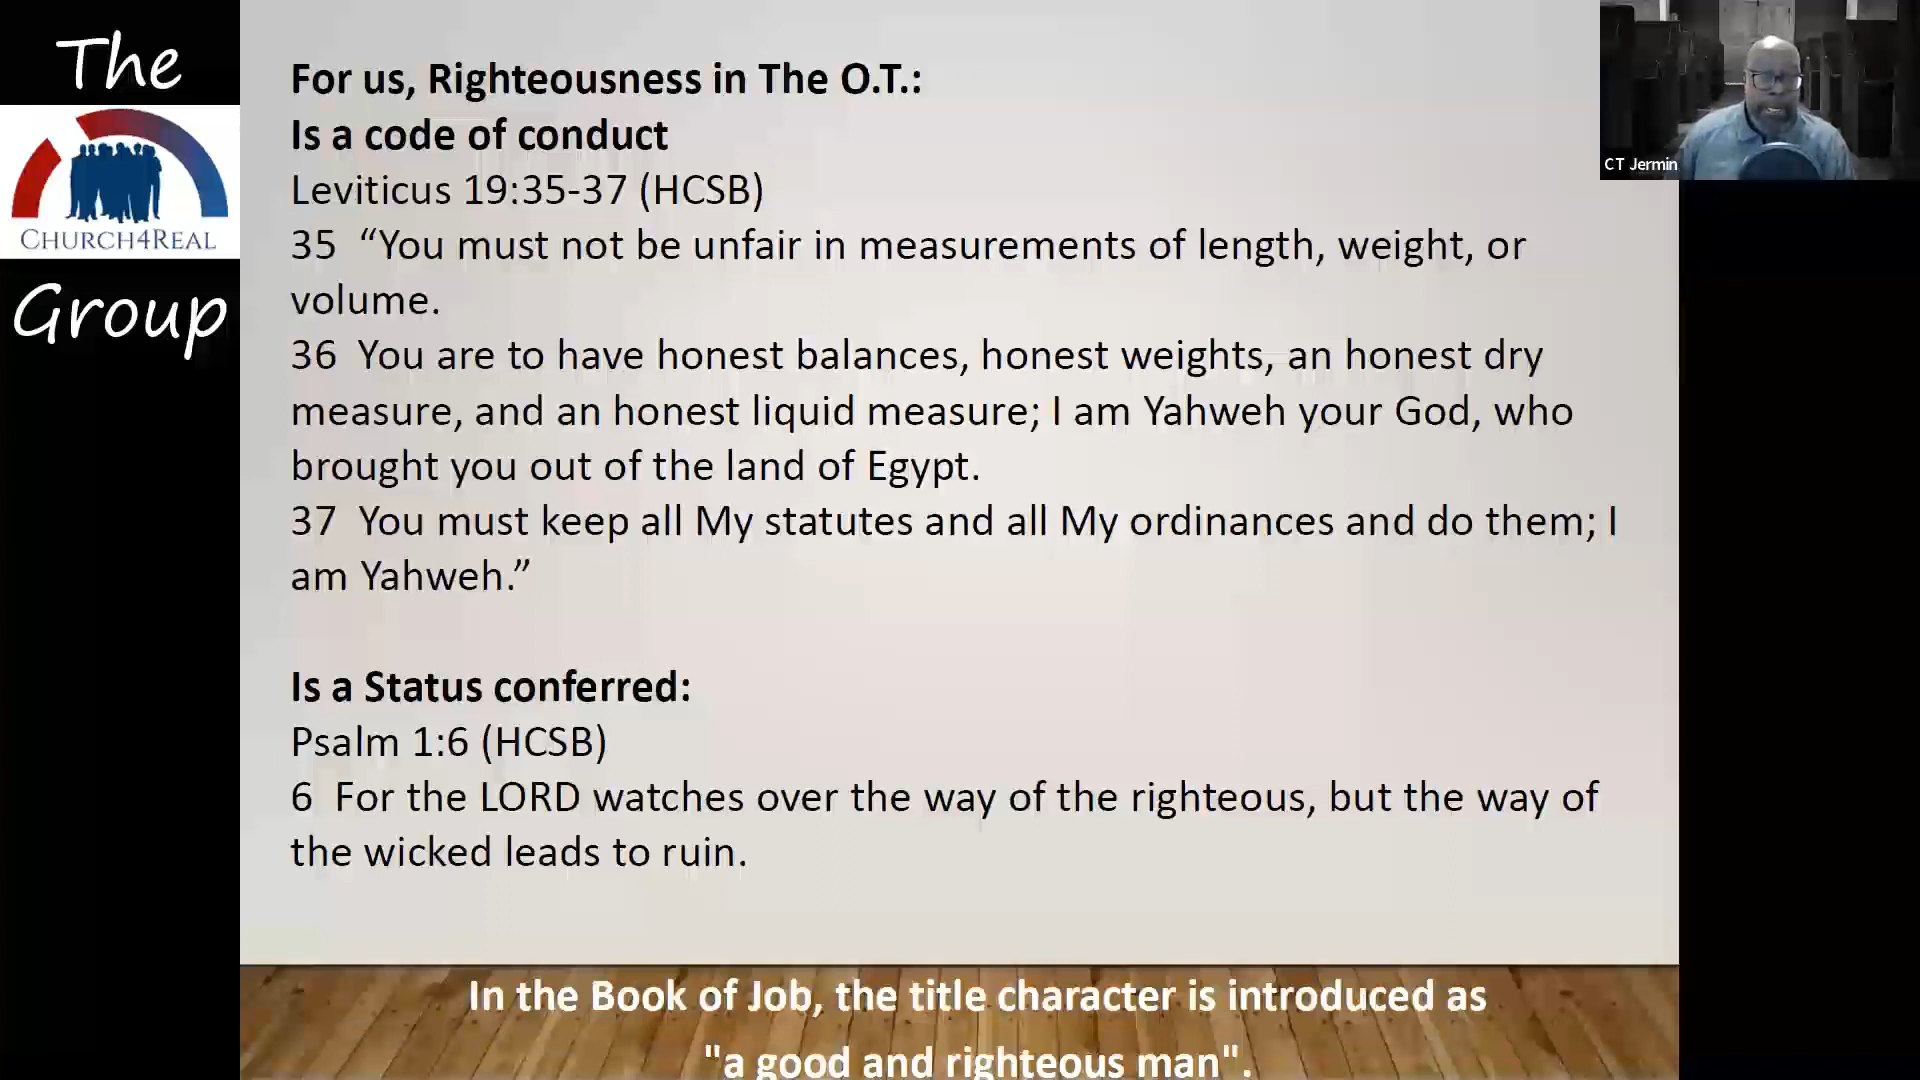 The
CHURCH4REAL
Group
For us, Righteousness in The O.T.:
Is a code of conduct
Leviticus 19:35-37 (HCSB)
35 “You must not be unfair in measurements of length, weight, or
volume.
36 You are to have honest balances, honest weights, an honest dry
measure, and an honest liquid measure; I am Yahweh your God, who
brought you out of the land of Egypt.
37 You must keep all My statutes and all My ordinances and do them; I
am Yahweh.”
Is a Status conferred:
Psalm 1:6 (HCSB)
6 For the LORD watches over the way of the righteous, but the way of
the wicked leads to ruin.
In the Book of Job, the title character is introduced as
"a good and righteous man".
CT Jermin